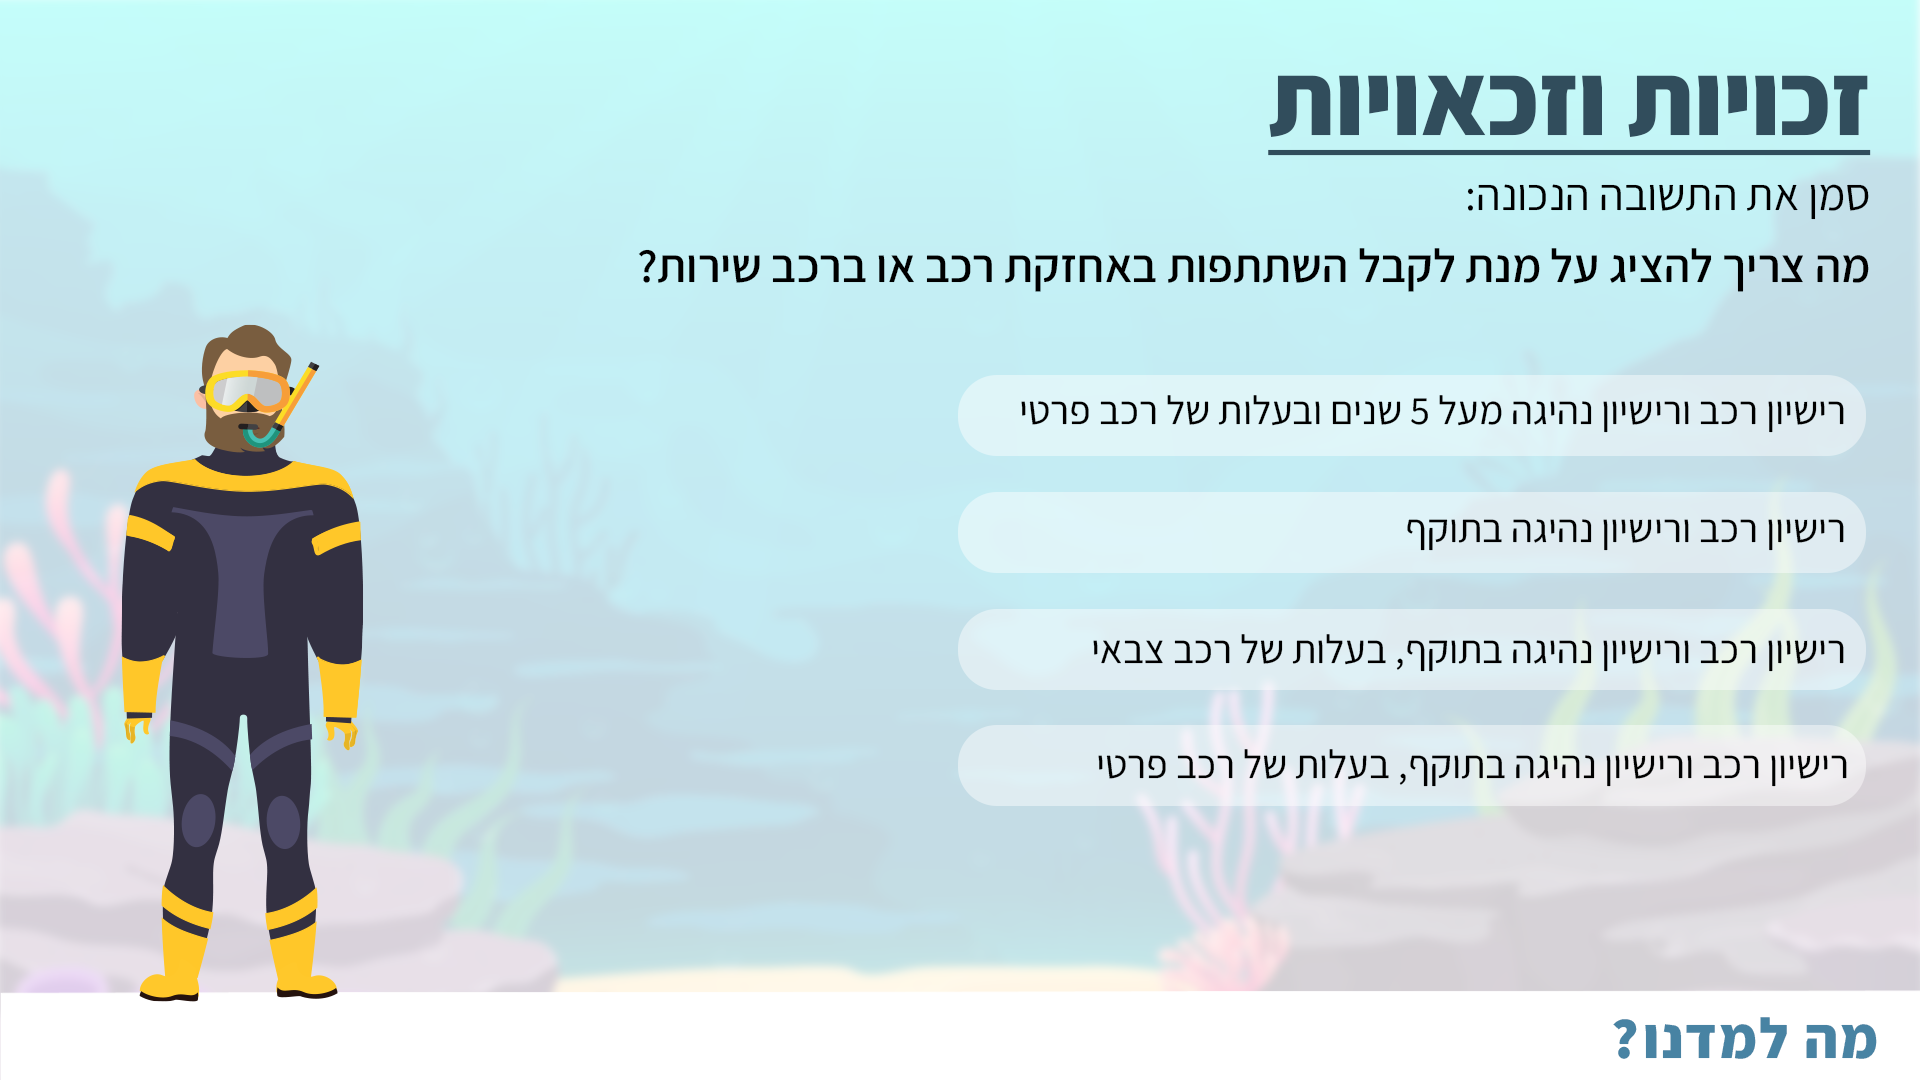 זכויות וזכאויות
סמן את התשובה הנכונה:
מה צריך להציג על מנת לקבל השתתפות באחזקת רכב או ברכב שירות?
רישיון רכב ורישיון נהיגה מעל 5 שנים ובעלות של רכב פרטי
רישיון רכב ורישיון נהיגה בתוקף
רישיון רכב ורישיון נהיגה בתוקף, בעלות של רכב צבאי
רישיון רכב ורישיון נהיגה בתוקף, בעלות של רכב פרטי
מה למדנו?